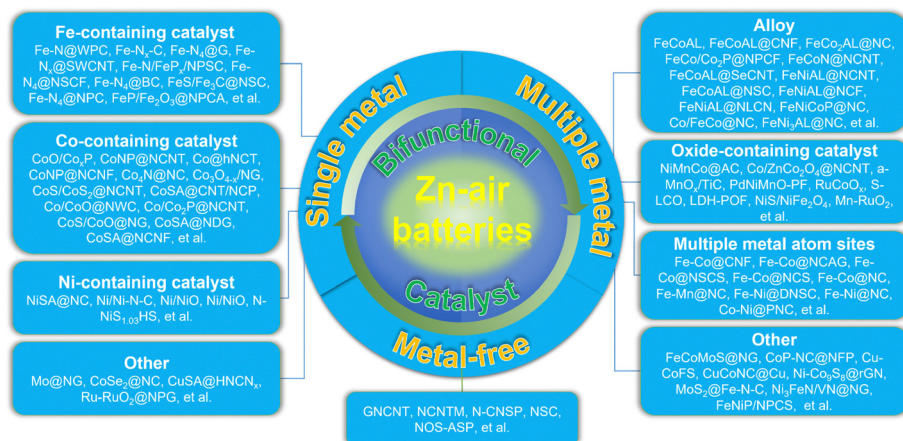 Fe-containing catalyst
Fe-N@WPC, Fe-Nₓ-C, Fe-N₄@G, Fe-
Nₓ@SWCNT, Fe-N/FePₓ/NPSC, Fe-
N₄@NSCF, Fe-N₄@BC, FeS/Fe₃C@NSC,
Fe-N₄@NPC, FeP/Fe₂O₃@NPCA, et al.
Co-containing catalyst
CoO/CoₓP, CoNP@NCNT, Co@hNCT,
CoNP@NCNF, Co₄N@NC, Co₃O₄₋ₓ/NG,
CoS/CoS₂@NCNT, CoSA@CNT/NCP,
Co/CoO@NWC, Co/Co₂P@NCNT,
CoS/CoO@NG, CoSA@NDG,
CoSA@NCNF, et al.
Ni-containing catalyst
NiSA@NC, Ni/Ni-N-C, Ni/NiO, Ni/NiO, N-
NiS₁.₀₃HS, et al.
Other
Mo@NG, CoSe₂@NC, CuSA@HNCNₓ,
Ru-RuO₂@NPG, et al.
Single metal
Multiple metal
Metal-free
Bifunctional
Zn-air
batteries
Catalyst
GNCNT, NCNTM, N-CNSP, NSC,
NOS-ASP, et al.
Alloy
FeCoAL, FeCoAL@CNF, FeCo₂AL@NC,
FeCo/Co₂P@NPCF, FeCoN@NCNT,
FeCoAL@SeCNT, FeNiAL@NCNT,
FeCoAL@NSC, FeNiAL@NCF,
FeNiAL@NLCN, FeNiCoP@NC,
Co/FeCo@NC, FeNi₃AL@NC, et al.
Oxide-containing catalyst
NiMnCo@AC, Co/ZnCo₂O₄@NCNT, a-
MnOₓ/TiC, PdNiMnO-PF, RuCoOₓ, S-
LCO, LDH-POF, NiS/NiFe₂O₄, Mn-RuO₂,
et al.
Multiple metal atom sites
Fe-Co@CNF, Fe-Co@NCAG, Fe-
Co@NSCS, Fe-Co@NCS, Fe-Co@NC,
Fe-Mn@NC, Fe-Ni@DNSC, Fe-Ni@NC,
Co-Ni@PNC, et al.
Other
FeCoMoS@NG, CoP-NC@NFP, Cu-
CoFS, CuCoNC@Cu, Ni-Co₉S₈@rGN,
MoS₂@Fe-N-C, Ni₃FeN/VN@NG,
FeNiP/NPCS, et al.